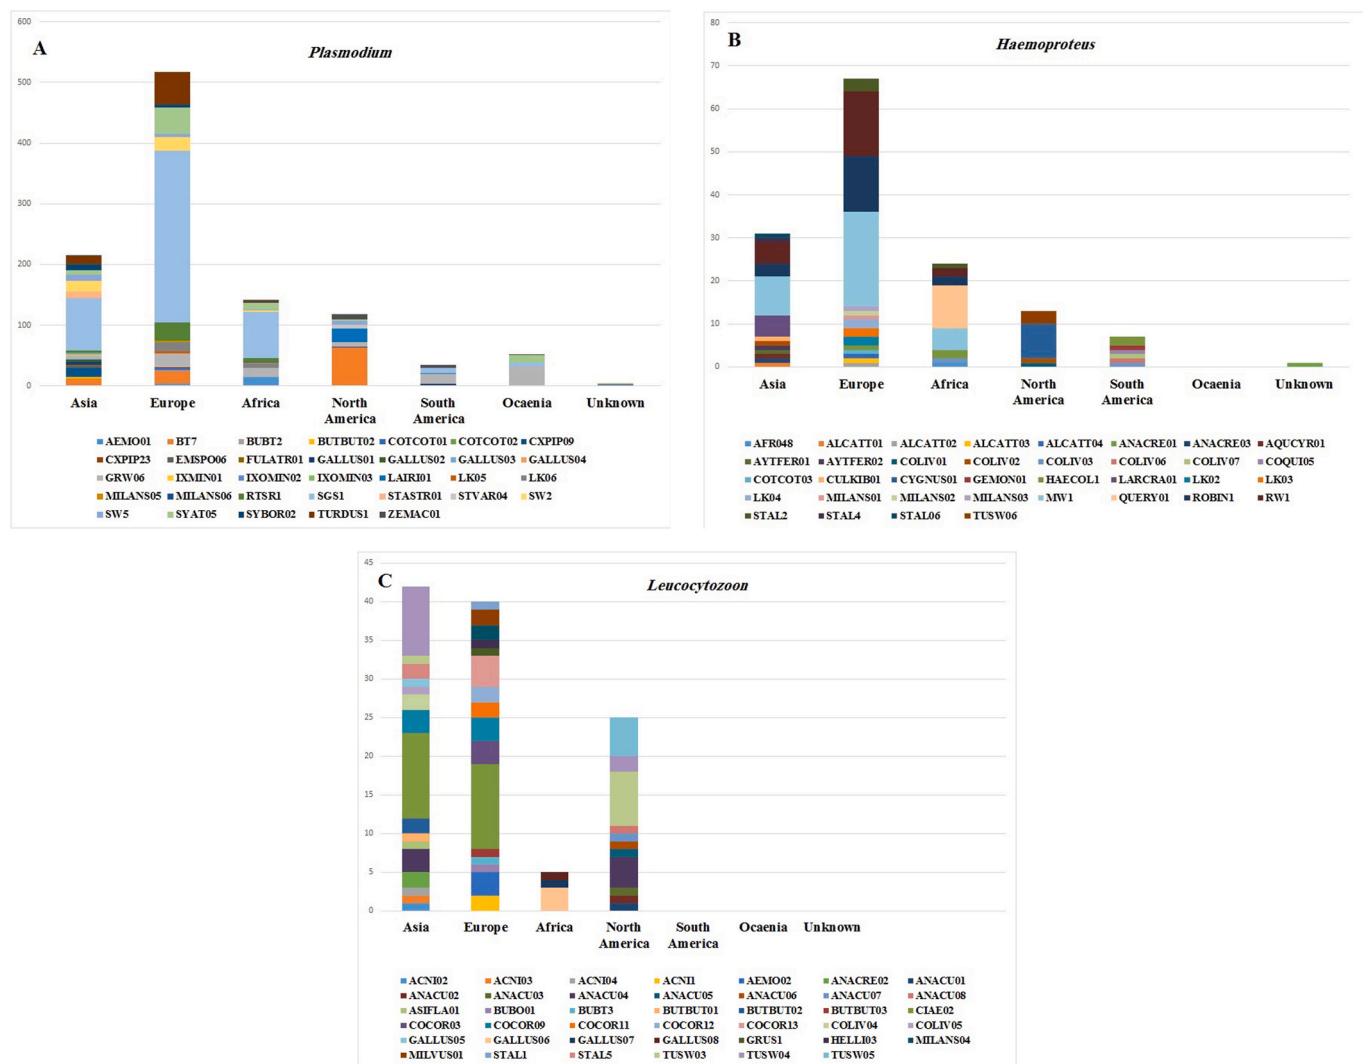 A
Plasmodium
600
500
400
300
200
100
0
Asia Europe Africa North America South America Ocaenia Unknown
AEMO01 BT7 BUBT2 BUTBUT02 COTCOT01 COTCOT02 CXPIP09
CXPIP23 EMSPO06 FULATR01 GALLUS01 GALLUS02 GALLUS03 GALLUS04
GRW06 IXMIN01 IXOMIN02 IXOMIN03 LAIRI01 LK05 LK06
MILANS05 MILANS06 RTSR1 SGS1 STASTR01 STVAR04 SW2
SW5 SYAT05 SYBOR02 TURDUS1 ZEMAC01
B
Haemoproteus
80
70
60
50
40
30
20
10
0
Asia Europe Africa North America South America Ocaenia Unknown
AFR048 ALCATT01 ALCATT02 ALCATT03 ALCATT04 ANACRE01 ANACRE03 AQUCYR01
AYTFER01 AYTFER02 COLIV01 COLIV02 COLIV03 COLIV06 COLIV07 COQUI05
COTCOT03 CULKIB01 CYGNUS01 GEMON01 HAECOL1 LARCRA01 LK02 LK03
LK04 MILANS01 MILANS02 MILANS03 MW1 QUERY01 ROBIN1 RW1
STAL2 STAL4 STAL06 TUSW06
C
Leucocytozoon
45
40
35
30
25
20
15
10
5
0
Asia Europe Africa North America South America Ocaenia Unknown
ACNI02 ACNI03 ACNI04 ACNI1 AEMO02 ANACRE02 ANACU01
ANACU02 ANACU03 ANACU04 ANACU05 ANACU06 ANACU07 ANACU08
ASIFLA01 BUBO01 BUBT3 BUTBUT01 BUTBUT02 BUTBUT03 CIAE02
COCOR03 COCOR09 COCOR11 COCOR12 COCOR13 COLIV04 COLIV05
GALLUS05 GALLUS06 GALLUS07 GALLUS08 GRUS1 HELLI03 MILANS04
MILVUS01 STAL1 STAL5 TUSW03 TUSW04 TUSW05